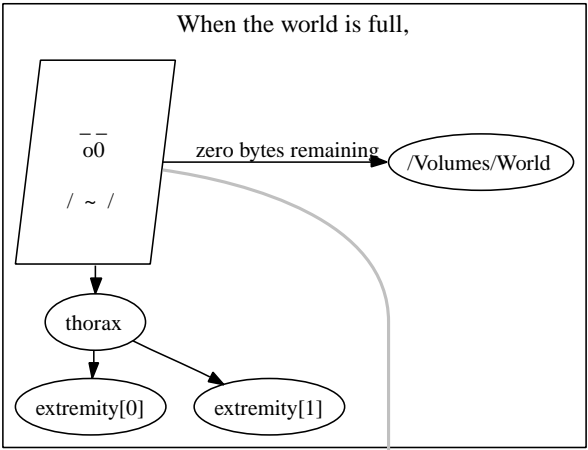 When the world is full,
_ _
o0
zero bytes remaining
/Volumes/World
/ ~ /
thorax
extremity[0]
extremity[1]